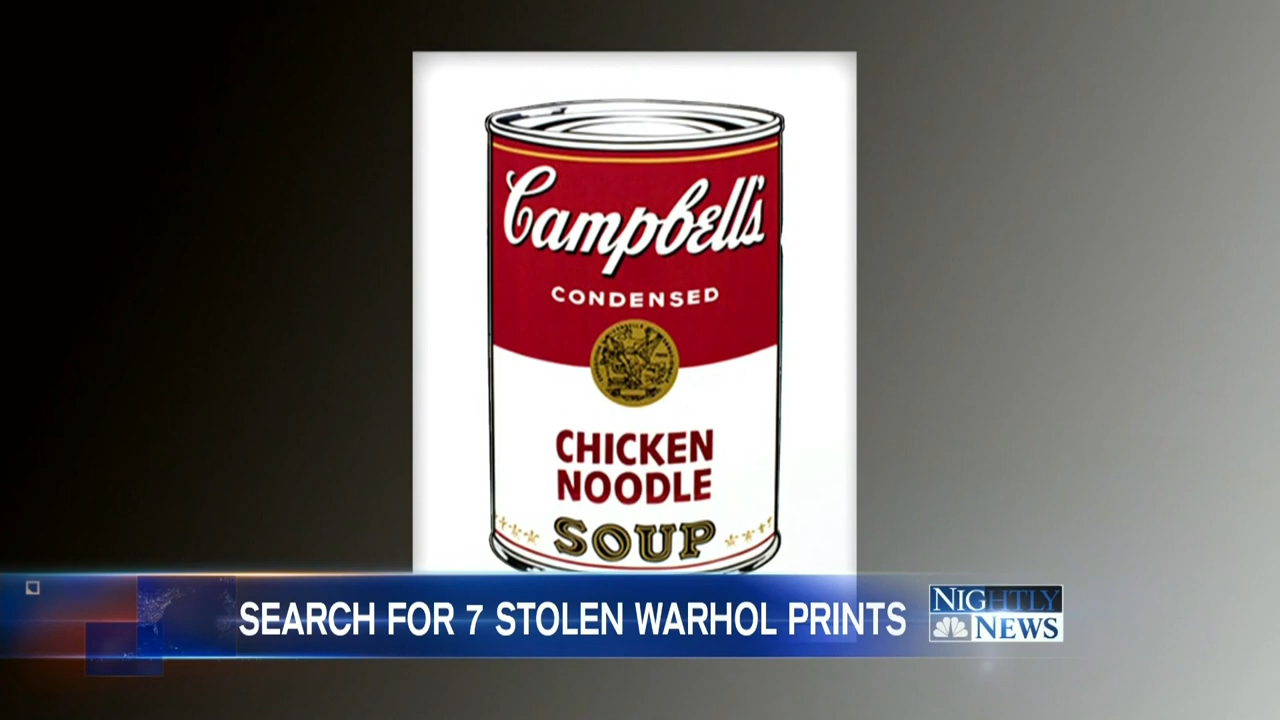 Campbell's
CONDENSED
CHICKEN
NOODLE
SOUP
SEARCH FOR 7 STOLEN WARHOL PRINTS
NIGHTLY
NEWS